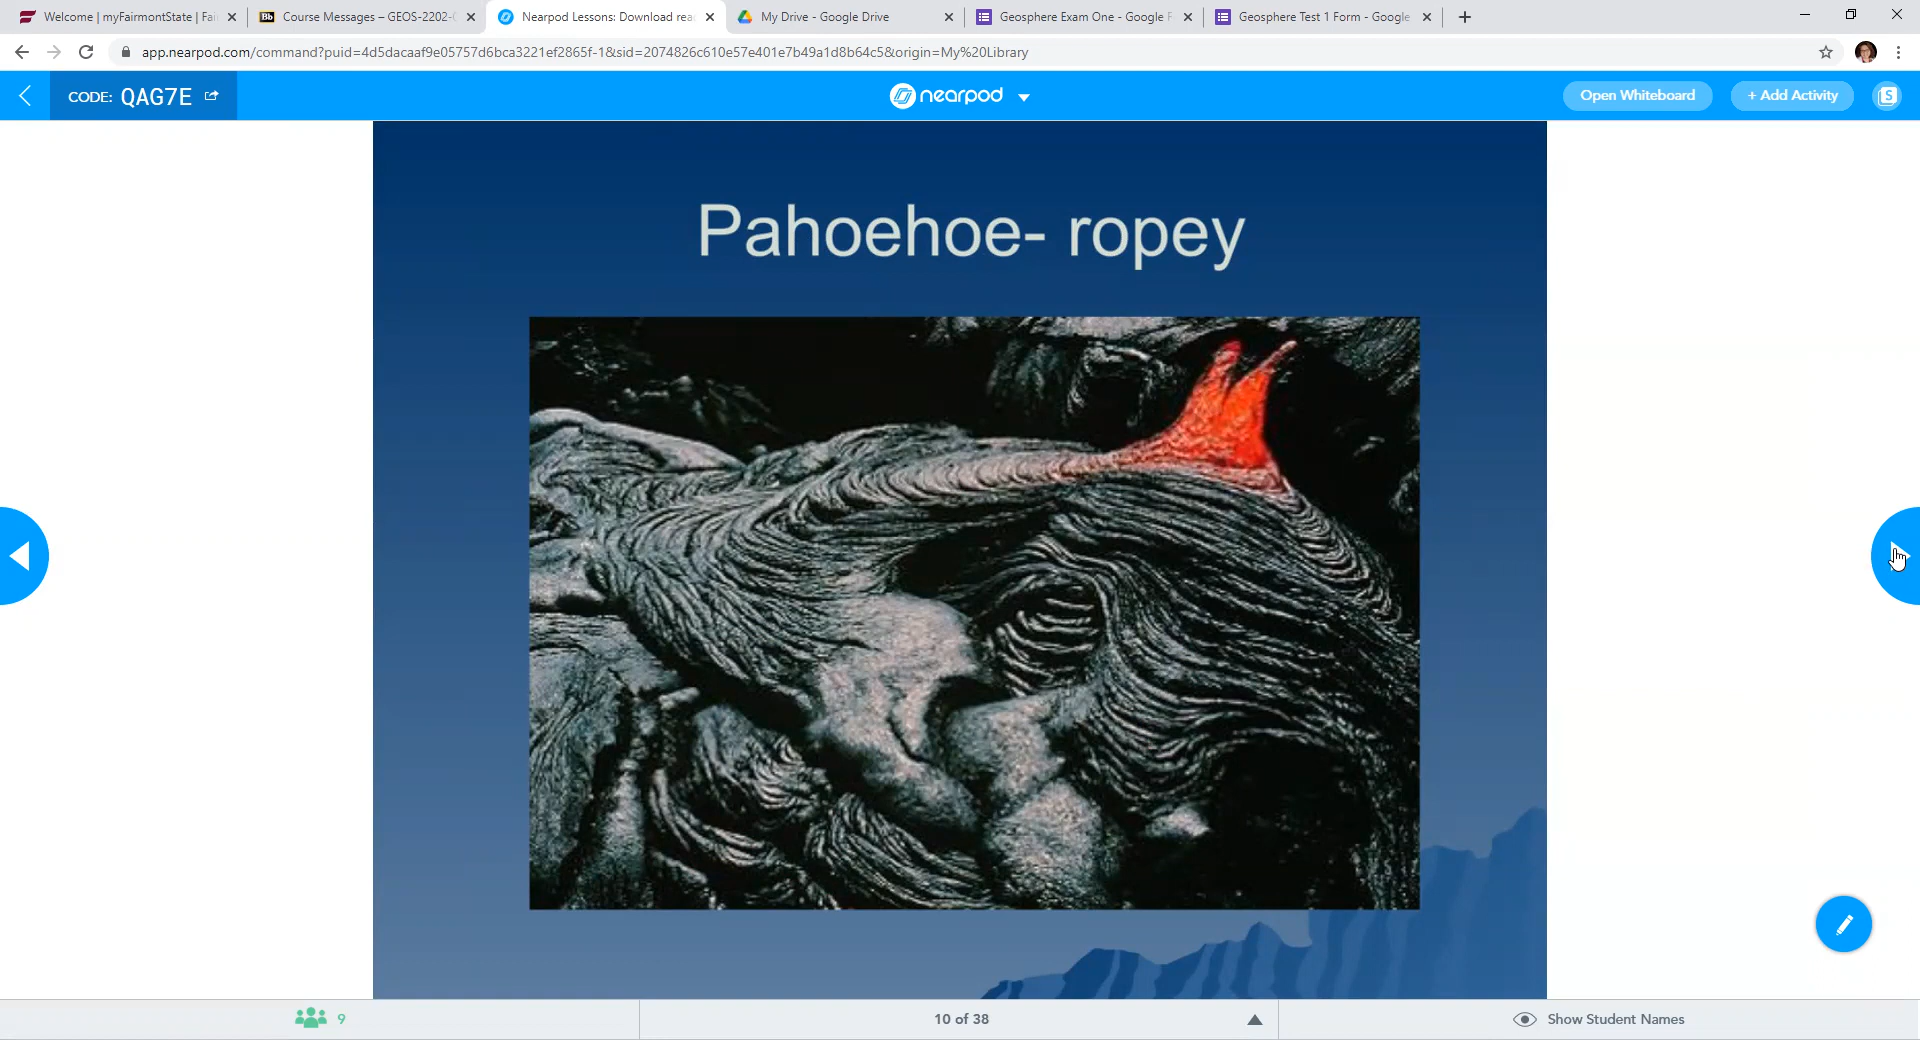 Welcome | myFairmontState | Fai
Bb Course Messages – GEOS-2202-0
Nearpod Lessons: Download rea
My Drive - Google Drive
Geosphere Exam One - Google F
Geosphere Test 1 Form - Google
app.nearpod.com/command?puid=4d5dacaaf9e05757d6bca3221ef2865f-1&sid=2074826c610e57e401e7b49a1d8b64c5&origin=My%20Library
CODE: QAG7E
nearpod
Open Whiteboard
+ Add Activity
S
Pahoehoe- ropey
9
10 of 38
Show Student Names